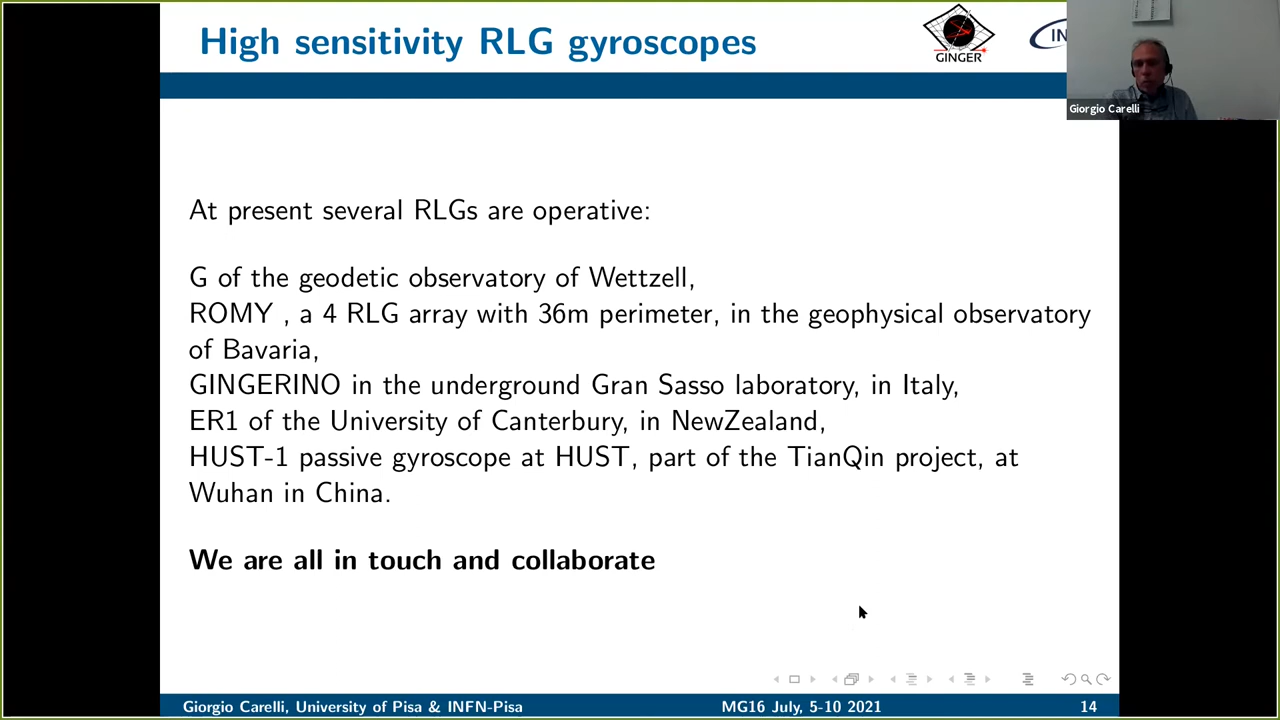 High sensitivity RLG gyroscopes
GINGER
IN
Giorgio Carelli
At present several RLGs are operative:
G of the geodetic observatory of Wettzell,
ROMY , a 4 RLG array with 36m perimeter, in the geophysical observatory
of Bavaria,
GINGERINO in the underground Gran Sasso laboratory, in Italy,
ER1 of the University of Canterbury, in NewZealand,
HUST-1 passive gyroscope at HUST, part of the TianQin project, at
Wuhan in China.
We are all in touch and collaborate
Giorgio Carelli, University of Pisa & INFN-Pisa MG16 July, 5-10 2021 14